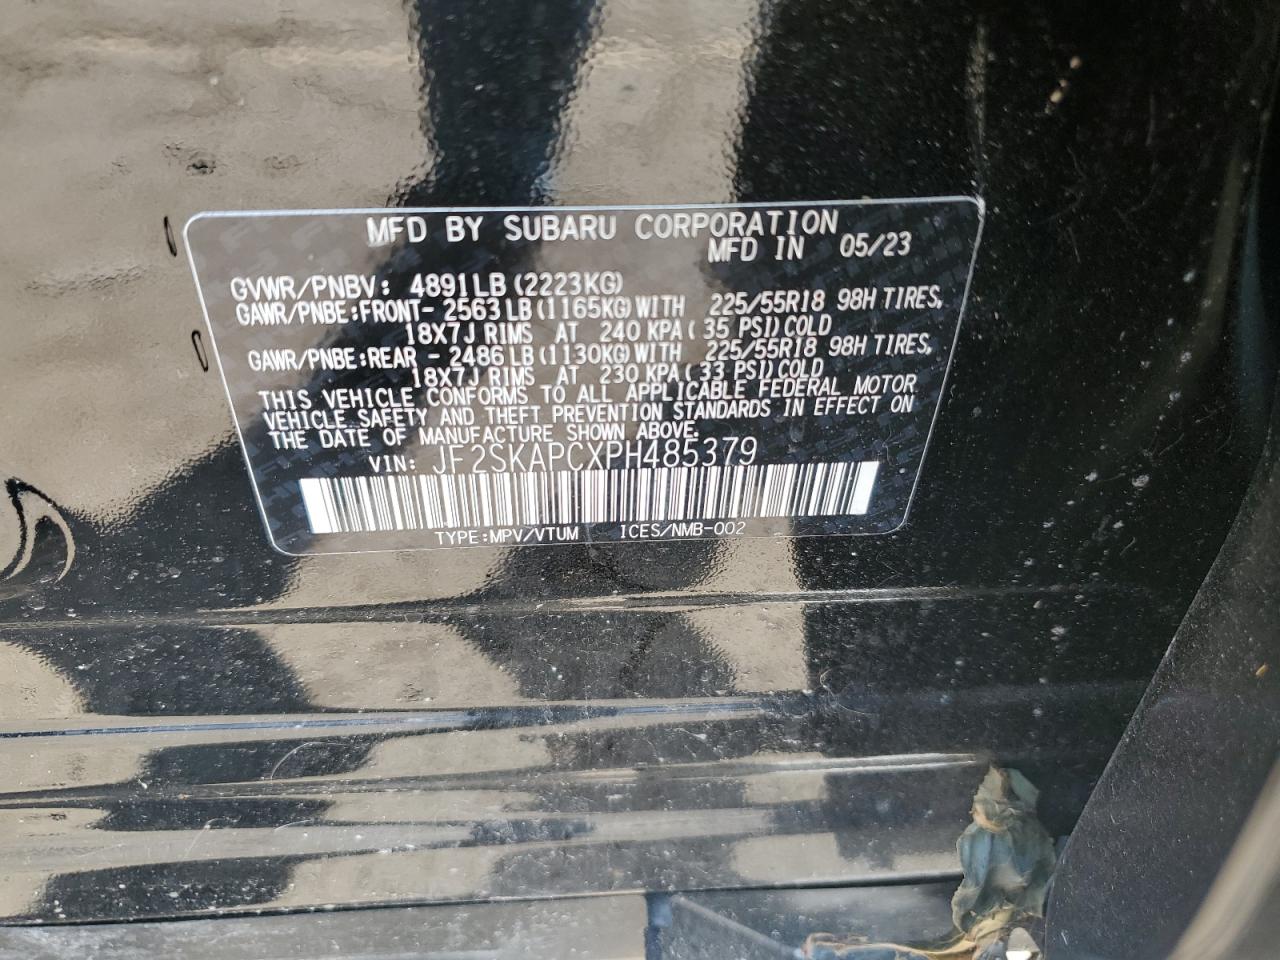 MFD BY SUBARU CORPORATION
MFD IN 05/23
GVWR/PNBV: 4891LB(2223KG)
GAWR/PNBE:FRONT- 2563LB(1165KG)WITH 225/55R18 98H TIRES,
18X7J RIMS AT 240 KPA( 35 PSI)COLD
GAWR/PNBE:REAR - 2486LB(1130KG)WITH 225/55R18 98H TIRES,
18X7J RIMS AT 230 KPA( 33 PSI)COLD
THIS VEHICLE CONFORMS TO ALL APPLICABLE FEDERAL MOTOR
VEHICLE SAFETY AND THEFT PREVENTION STANDARDS IN EFFECT ON
THE DATE OF MANUFACTURE SHOWN ABOVE.
VIN: JF2SKAPCXPH485379
TYPE:MPV/VTUM ICES/NMB-002